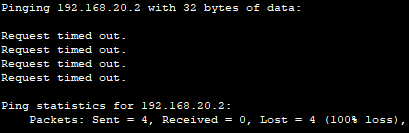 Pinging 192.168.20.2 with 32 bytes of data:
Request timed out.
Request timed out.
Request timed out.
Request timed out.
Ping statistics for 192.168.20.2:
Packets: Sent = 4, Received = 0, Lost = 4 (100% loss),